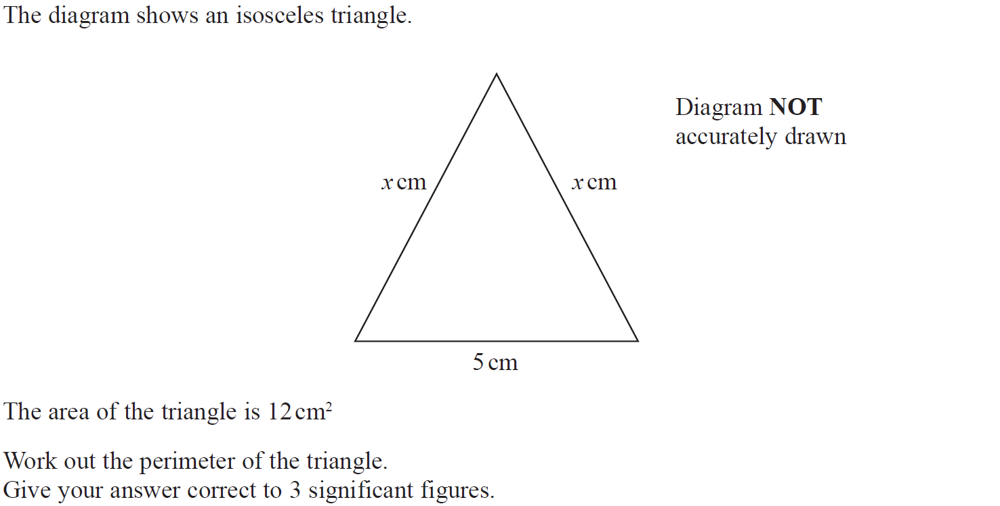 The diagram shows an isosceles triangle.
Diagram NOT
accurately drawn
x cm
x cm
5 cm
The area of the triangle is 12 cm²
Work out the perimeter of the triangle.
Give your answer correct to 3 significant figures.